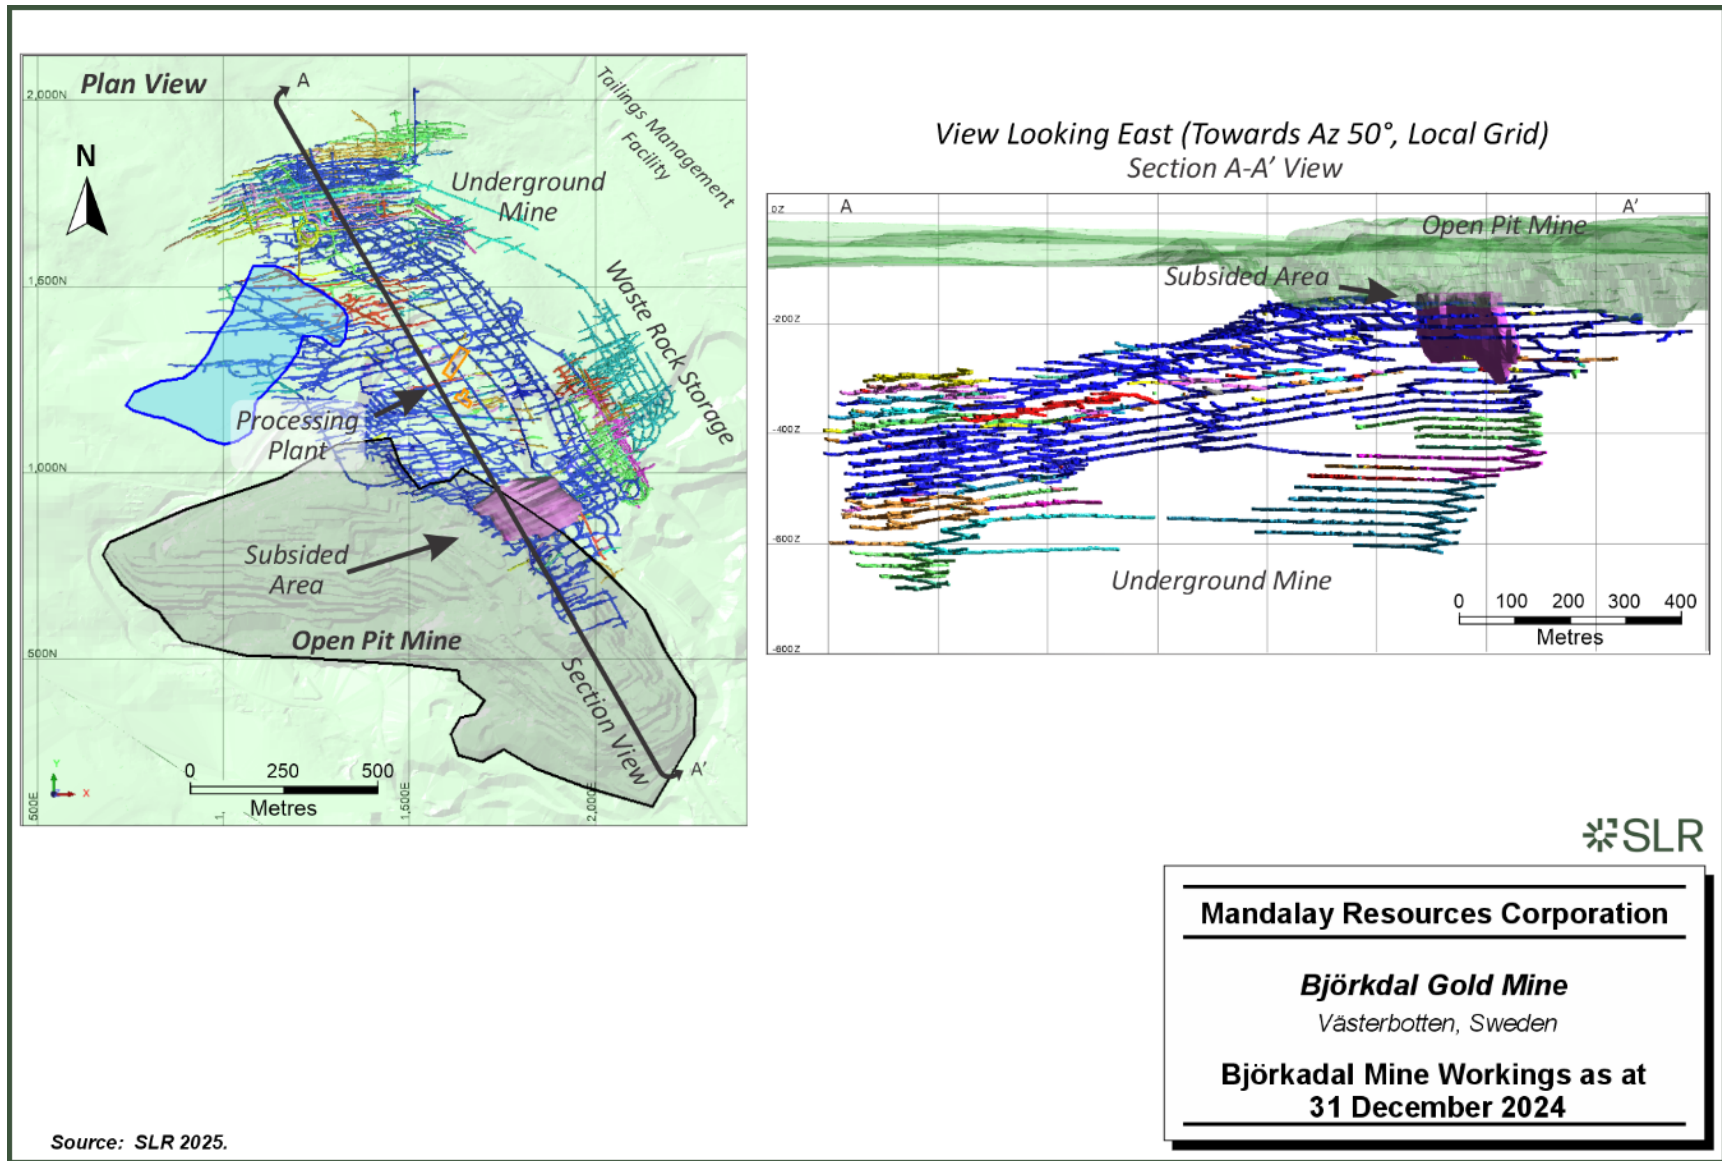 Plan View
A
2,000N
Tailings Management
Facility
N
Underground
Mine
1,500N
Waste Rock Storage
Processing
Plant
1,000N
Subsided
Area
Open Pit Mine
500N
Section View
A'
0 250 500
Metres
Y
X
500E
1,
1,500E
2,000E
View Looking East (Towards Az 50°, Local Grid)
Section A-A' View
0Z
A
A'
Open Pit Mine
Subsided Area
-200Z
-400Z
-600Z
Underground Mine
0 100 200 300 400
Metres
-800Z
SLR
Mandalay Resources Corporation
Björkdal Gold Mine
Västerbotten, Sweden
Björkadal Mine Workings as at
31 December 2024
Source: SLR 2025.